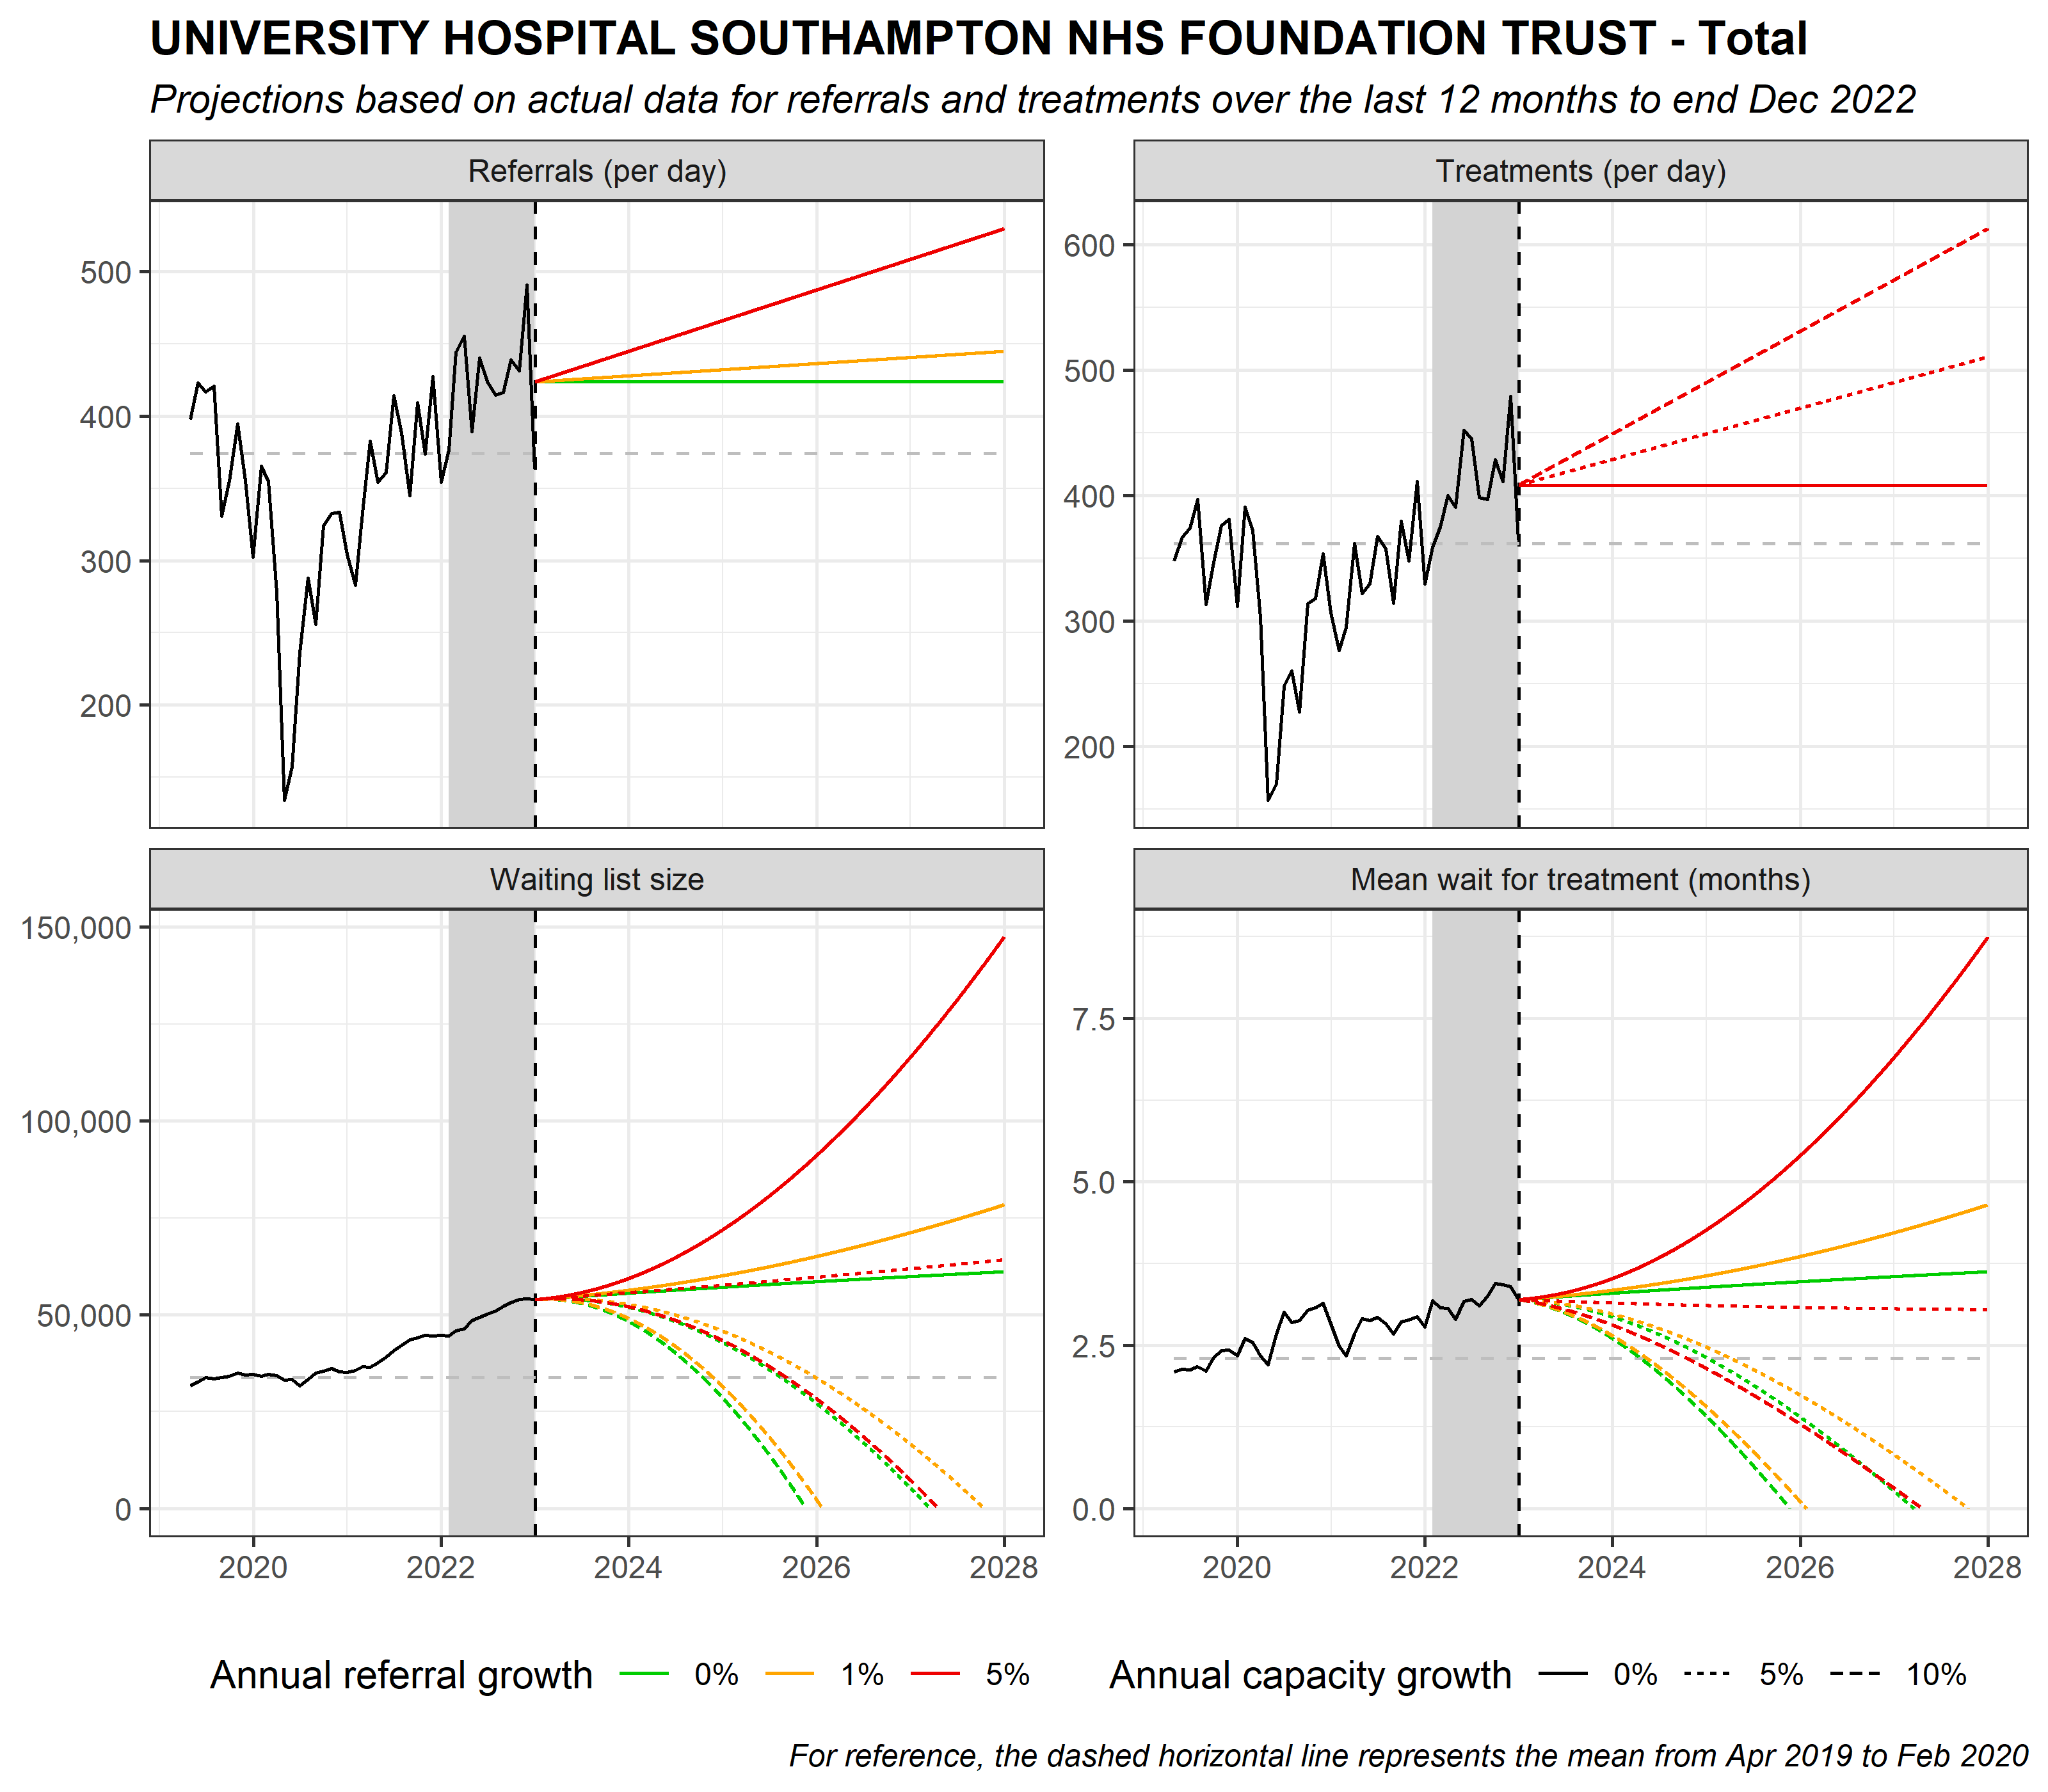 UNIVERSITY HOSPITAL SOUTHAMPTON NHS FOUNDATION TRUST - Total
Projections based on actual data for referrals and treatments over the last 12 months to end Dec 2022
Referrals (per day)
500
400
300
200
Treatments (per day)
600
500
400
300
200
Waiting list size
150,000
100,000
50,000
0
2020 2022 2024 2026 2028
Mean wait for treatment (months)
7.5
5.0
2.5
0.0
2020 2022 2024 2026 2028
Annual referral growth 0% 1% 5%
Annual capacity growth 0% 5% 10%
For reference, the dashed horizontal line represents the mean from Apr 2019 to Feb 2020